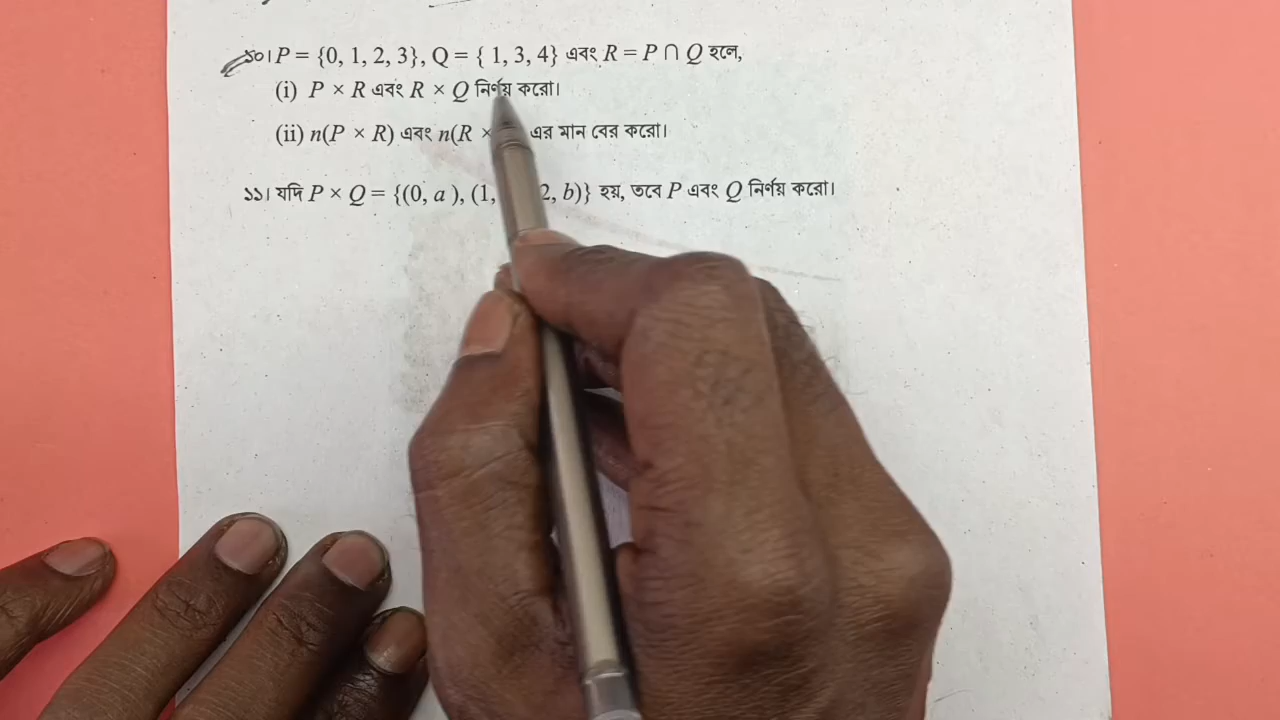 ১০। P = {0, 1, 2, 3}, Q = { 1, 3, 4} এবং R = P ∩ Q হলে,
(i) P × R এবং R × Q নির্ণয় করো।
(ii) n(P × R) এবং n(R × এর মান বের করো।
১১। যদি P × Q = {(0, a ), (1, 2, b)} হয়, তবে P এবং Q নির্ণয় করো।